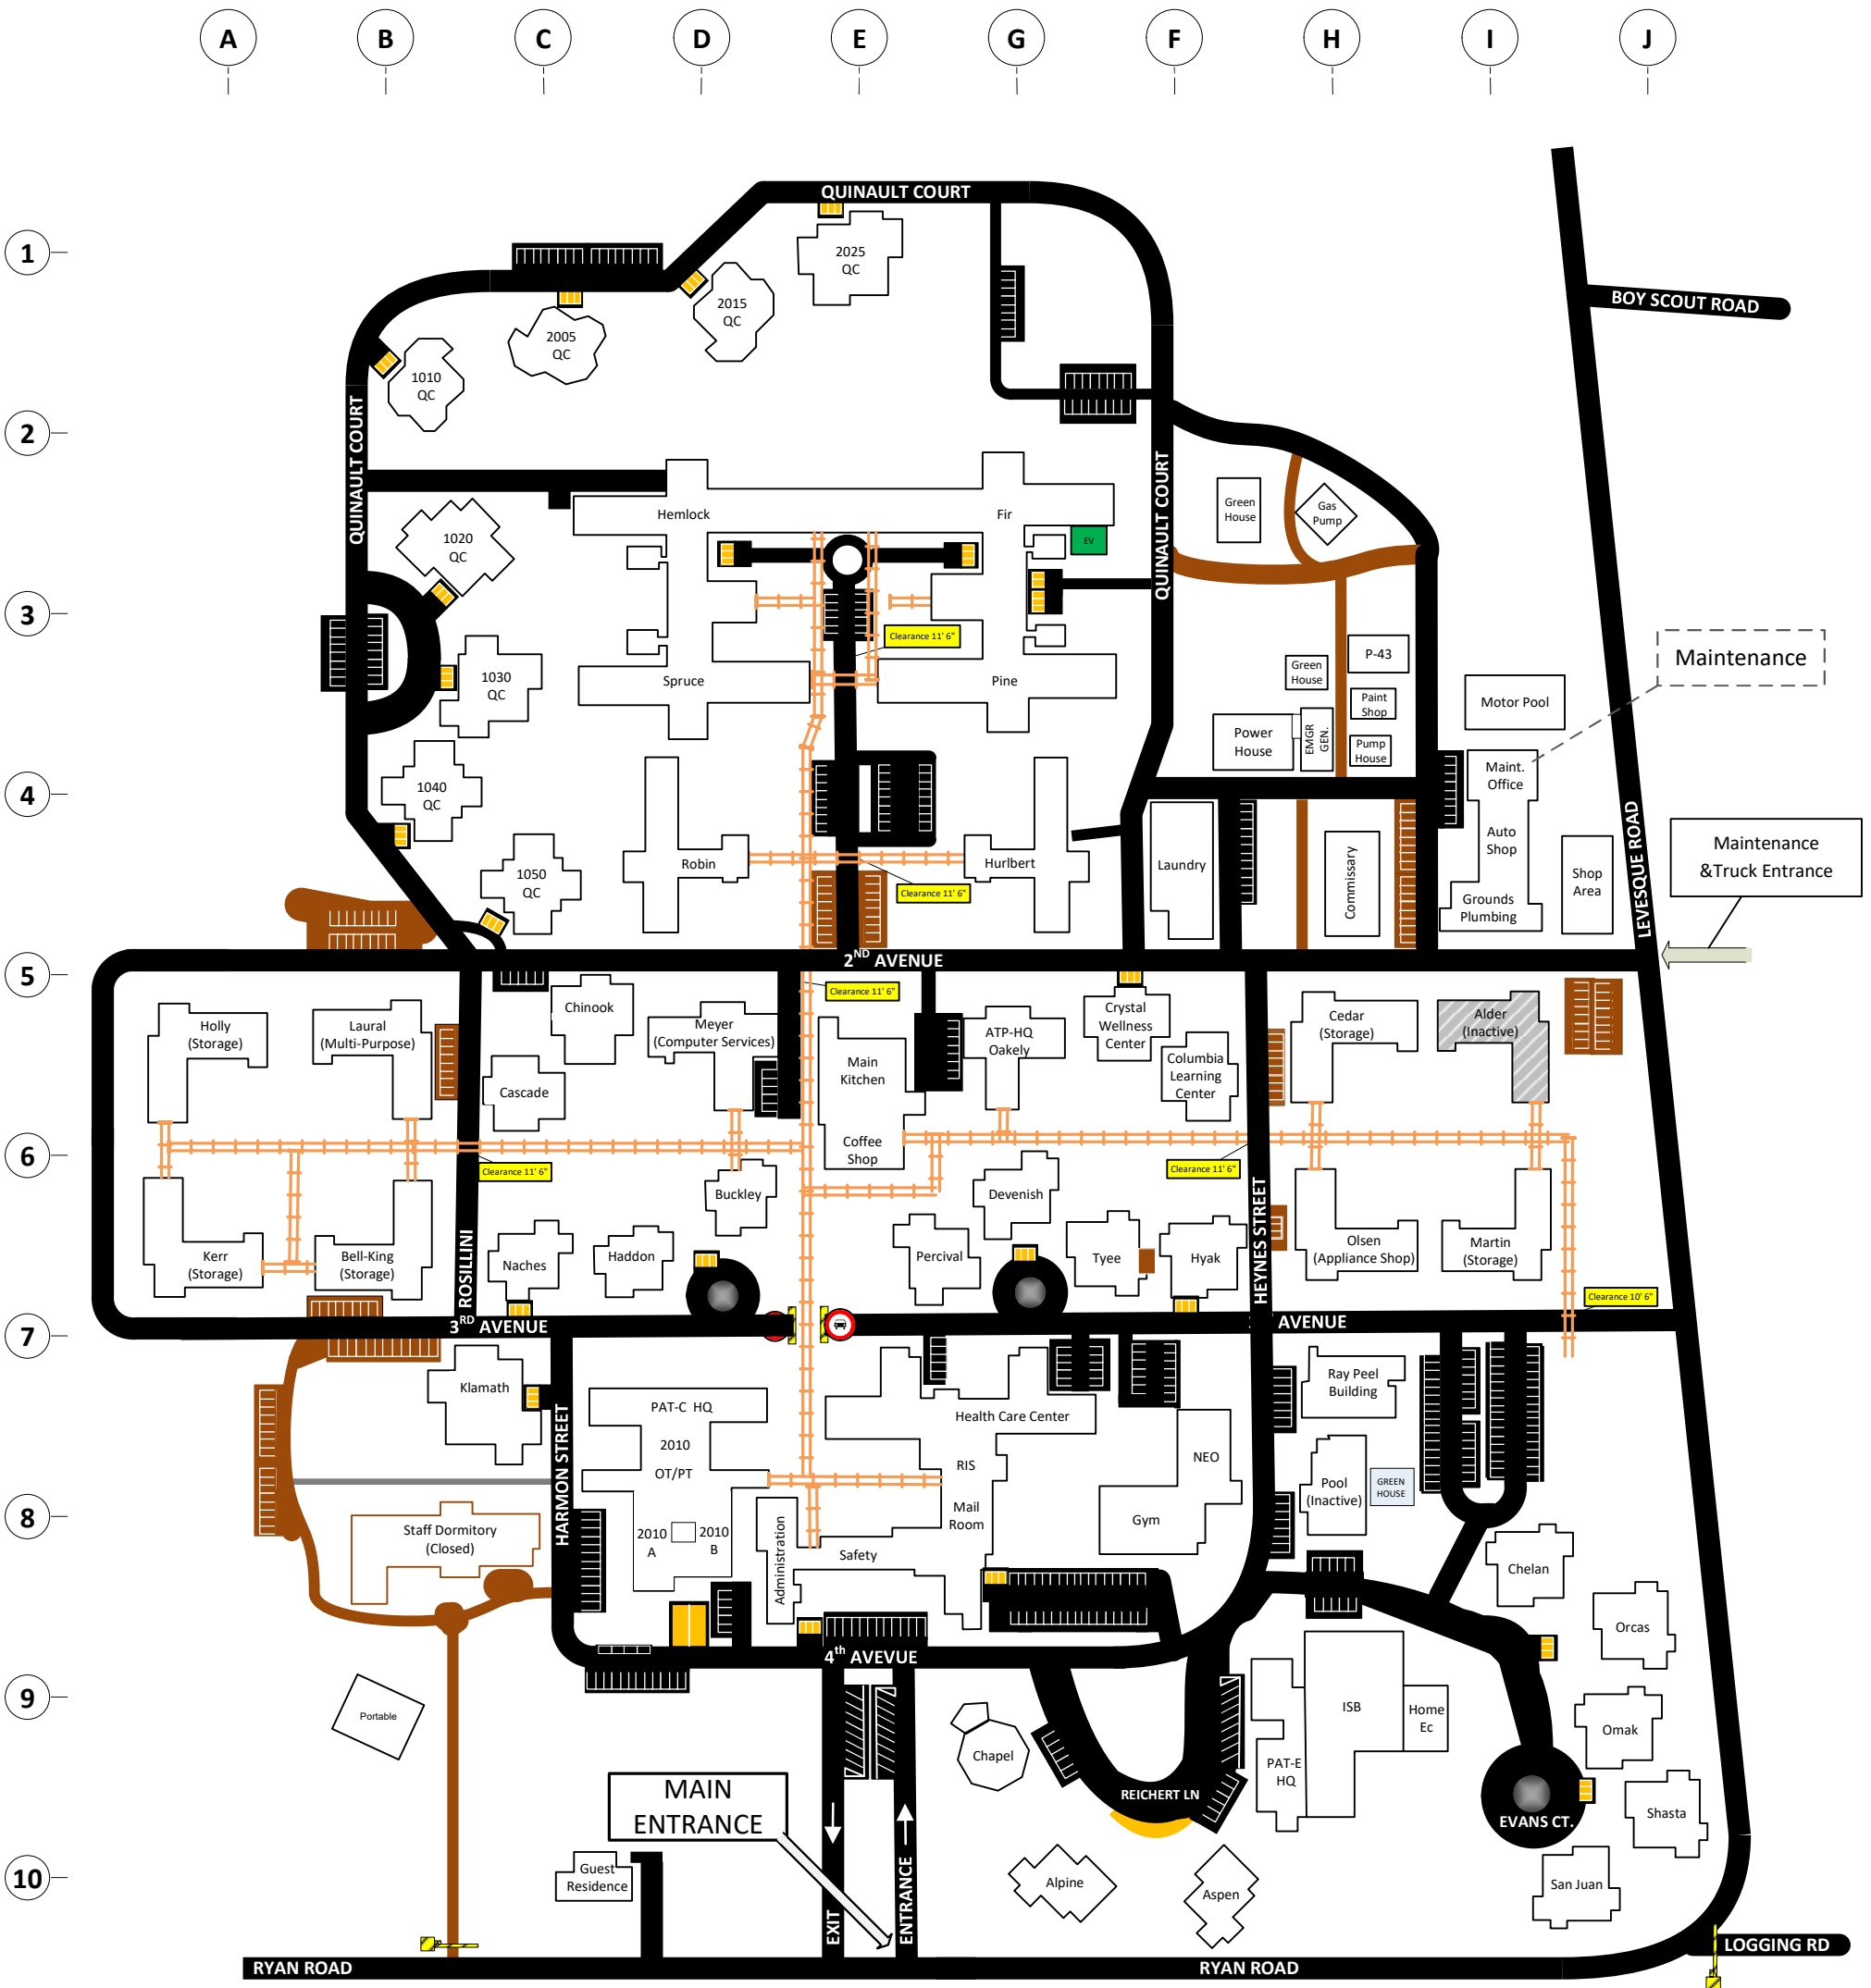 A B C D E G F H I J
1
2
3
4
5
6
7
8
9
10
QUINAULT COURT
2025
QC
2015
QC
2005
QC
1010
QC
BOY SCOUT ROAD
QUINAULT COURT
QUINAULT COURT
Hemlock
Fir
EV
Green
House
Gas
Pump
1020
QC
Clearance 11' 6"
1030
QC
Spruce
Pine
Green
House
P-43
Paint
Shop
Power
House
EMGR
GEN.
Pump
House
Motor Pool
Maintenance
Maint.
Office
Auto
Shop
Grounds
Plumbing
Shop
Area
LEVESQUE ROAD
Maintenance
&Truck Entrance
1040
QC
1050
QC
Robin
Hurlbert
Clearance 11' 6"
Laundry
Commissary
2ND AVENUE
Clearance 11' 6"
Holly
(Storage)
Laural
(Multi-Purpose)
Chinook
Meyer
(Computer Services)
Cascade
Main
Kitchen
Coffee
Shop
ATP-HQ
Oakely
Crystal
Wellness
Center
Columbia
Learning
Center
Cedar
(Storage)
Alder
(Inactive)
Clearance 11' 6"
Clearance 11' 6"
Buckley
Devenish
Kerr
(Storage)
Bell-King
(Storage)
ROSILLINI
Naches
Haddon
Percival
Tyee
Hyak
HEYNES STREET
Olsen
(Appliance Shop)
Martin
(Storage)
Clearance 10' 6"
3RD AVENUE
AVENUE
Klamath
HARMON STREET
PAT-C HQ
2010
OT/PT
2010
A
2010
B
Administration
Health Care Center
RIS
Mail
Room
Safety
NEO
Gym
Ray Peel
Building
Pool
(Inactive)
GREEN
HOUSE
Staff Dormitory
(Closed)
Chelan
Orcas
4th AVEVUE
Portable
Chapel
REICHERT LN
ISB
Home
Ec
PAT-E
HQ
Omak
Shasta
EVANS CT.
San Juan
MAIN
ENTRANCE
Guest
Residence
EXIT
ENTRANCE
Alpine
Aspen
LOGGING RD
RYAN ROAD
RYAN ROAD